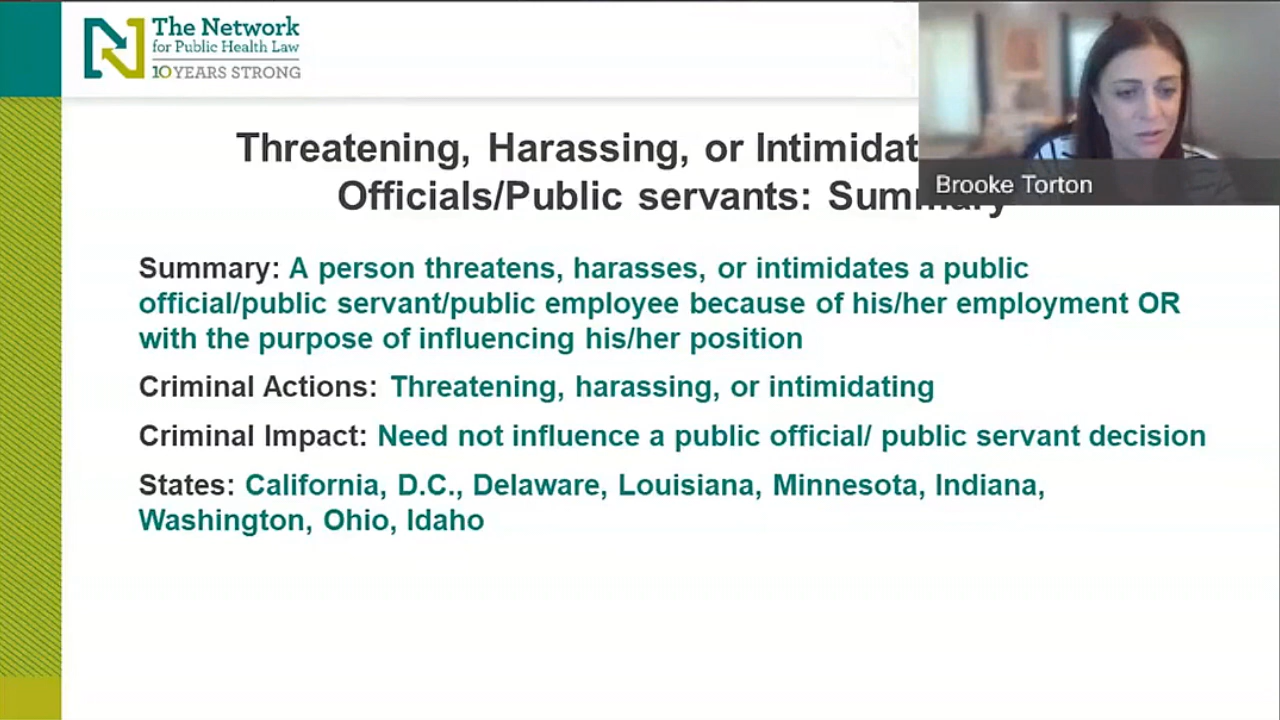 The Network
for Public Health Law
10 YEARS STRONG
Threatening, Harassing, or
Officials/Public servants:
Brooke Torton
Summary: A person threatens, harasses, or intimidates a public
official/public servant/public employee because of his/her employment OR
with the purpose of influencing his/her position
Criminal Actions: Threatening, harassing, or intimidating
Criminal Impact: Need not influence a public official/ public servant decision
States: California, D.C., Delaware, Louisiana, Minnesota, Indiana,
Washington, Ohio, Idaho